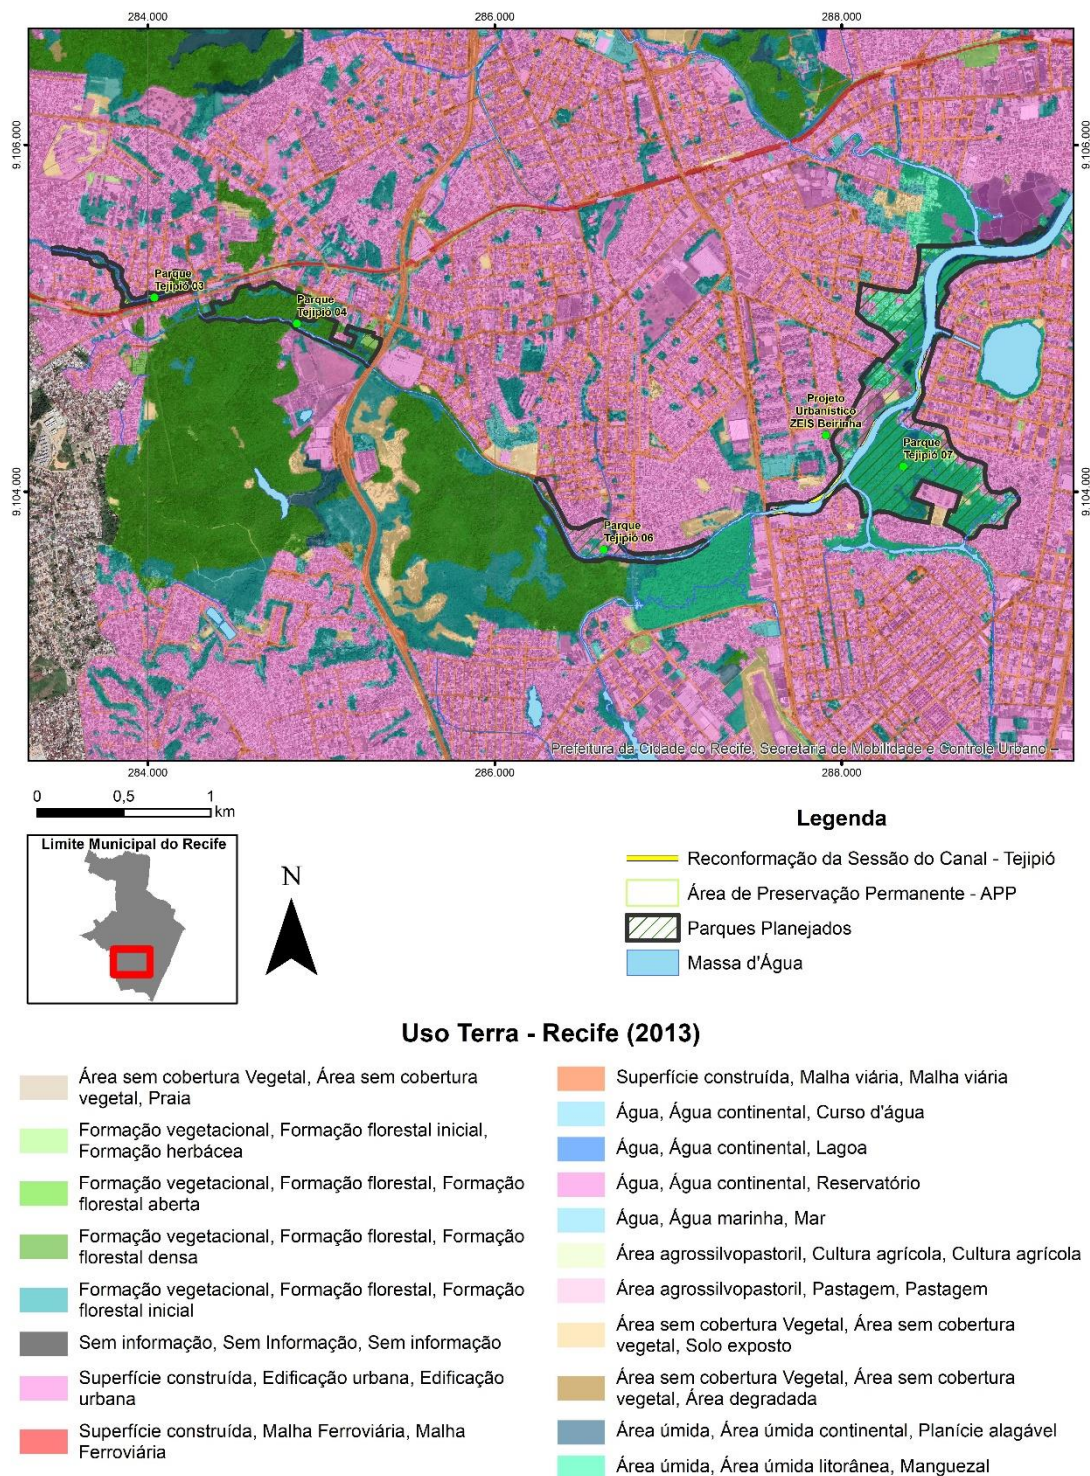 284.000
286.000
288.000
9.106.000
9.106.000
Parque
Tejipió 03
Parque
Tejipió 04
Projeto
Urbanístico
ZEIS Beirinha
Parque
Tejipió 07
9.104.000
9.104.000
Parque
Tejipió 06
Prefeitura da Cidade do Recife, Secretaria de Mobilidade e Controle Urbano –
284.000
286.000
288.000
0 0,5 1
km
Limite Municipal do Recife
N
Legenda
Reconformação da Sessão do Canal - Tejipió
Área de Preservação Permanente - APP
Parques Planejados
Massa d'Água
Uso Terra - Recife (2013)
Área sem cobertura Vegetal, Área sem cobertura
vegetal, Praia
Formação vegetacional, Formação florestal inicial,
Formação herbácea
Formação vegetacional, Formação florestal, Formação
florestal aberta
Formação vegetacional, Formação florestal, Formação
florestal densa
Formação vegetacional, Formação florestal, Formação
florestal inicial
Sem informação, Sem Informação, Sem informação
Superfície construída, Edificação urbana, Edificação
urbana
Superfície construída, Malha Ferroviária, Malha
Ferroviária
Superfície construída, Malha viária, Malha viária
Água, Água continental, Curso d'água
Água, Água continental, Lagoa
Água, Água continental, Reservatório
Água, Água marinha, Mar
Área agrossilvopastoril, Cultura agrícola, Cultura agrícola
Área agrossilvopastoril, Pastagem, Pastagem
Área sem cobertura Vegetal, Área sem cobertura
vegetal, Solo exposto
Área sem cobertura Vegetal, Área sem cobertura
vegetal, Área degradada
Área úmida, Área úmida continental, Planície alagável
Área úmida, Área úmida litorânea, Manguezal